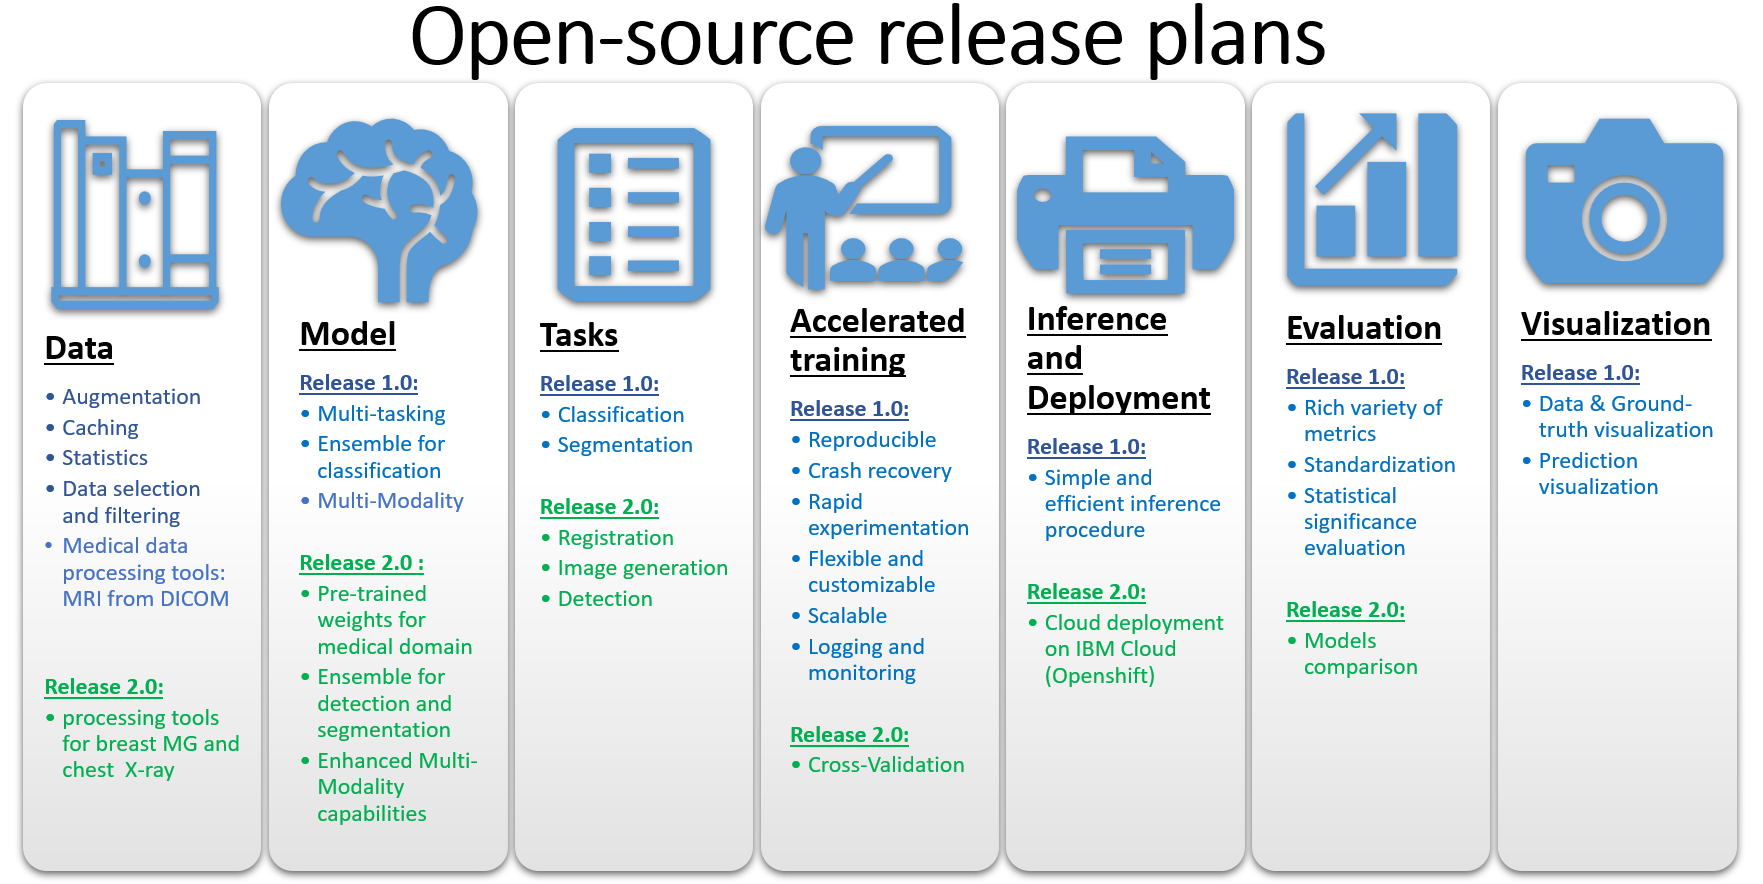 Open-source release plans
Data
• Augmentation
• Caching
• Statistics
• Data selection
and filtering
• Medical data
processing tools:
MRI from DICOM
Release 2.0:
• processing tools
for breast MG and
chest  X-ray
Model
Release 1.0:
• Multi-tasking
• Ensemble for
classification
• Multi-Modality
Release 2.0 :
• Pre-trained
weights for
medical domain
• Ensemble for
detection and
segmentation
• Enhanced Multi-
Modality
capabilities
Tasks
Release 1.0:
• Classification
• Segmentation
Release 2.0:
• Registration
• Image generation
• Detection
Accelerated
training
Release 1.0:
• Reproducible
• Crash recovery
• Rapid
experimentation
• Flexible and
customizable
• Scalable
• Logging and
monitoring
Release 2.0:
• Cross-Validation
Inference
and
Deployment
Release 1.0:
• Simple and
efficient inference
procedure
Release 2.0:
• Cloud deployment
on IBM Cloud
(Openshift)
Evaluation
Release 1.0:
• Rich variety of
metrics
• Standardization
• Statistical
significance
evaluation
Release 2.0:
• Models
comparison
Visualization
Release 1.0:
• Data & Ground-
truth visualization
• Prediction
visualization